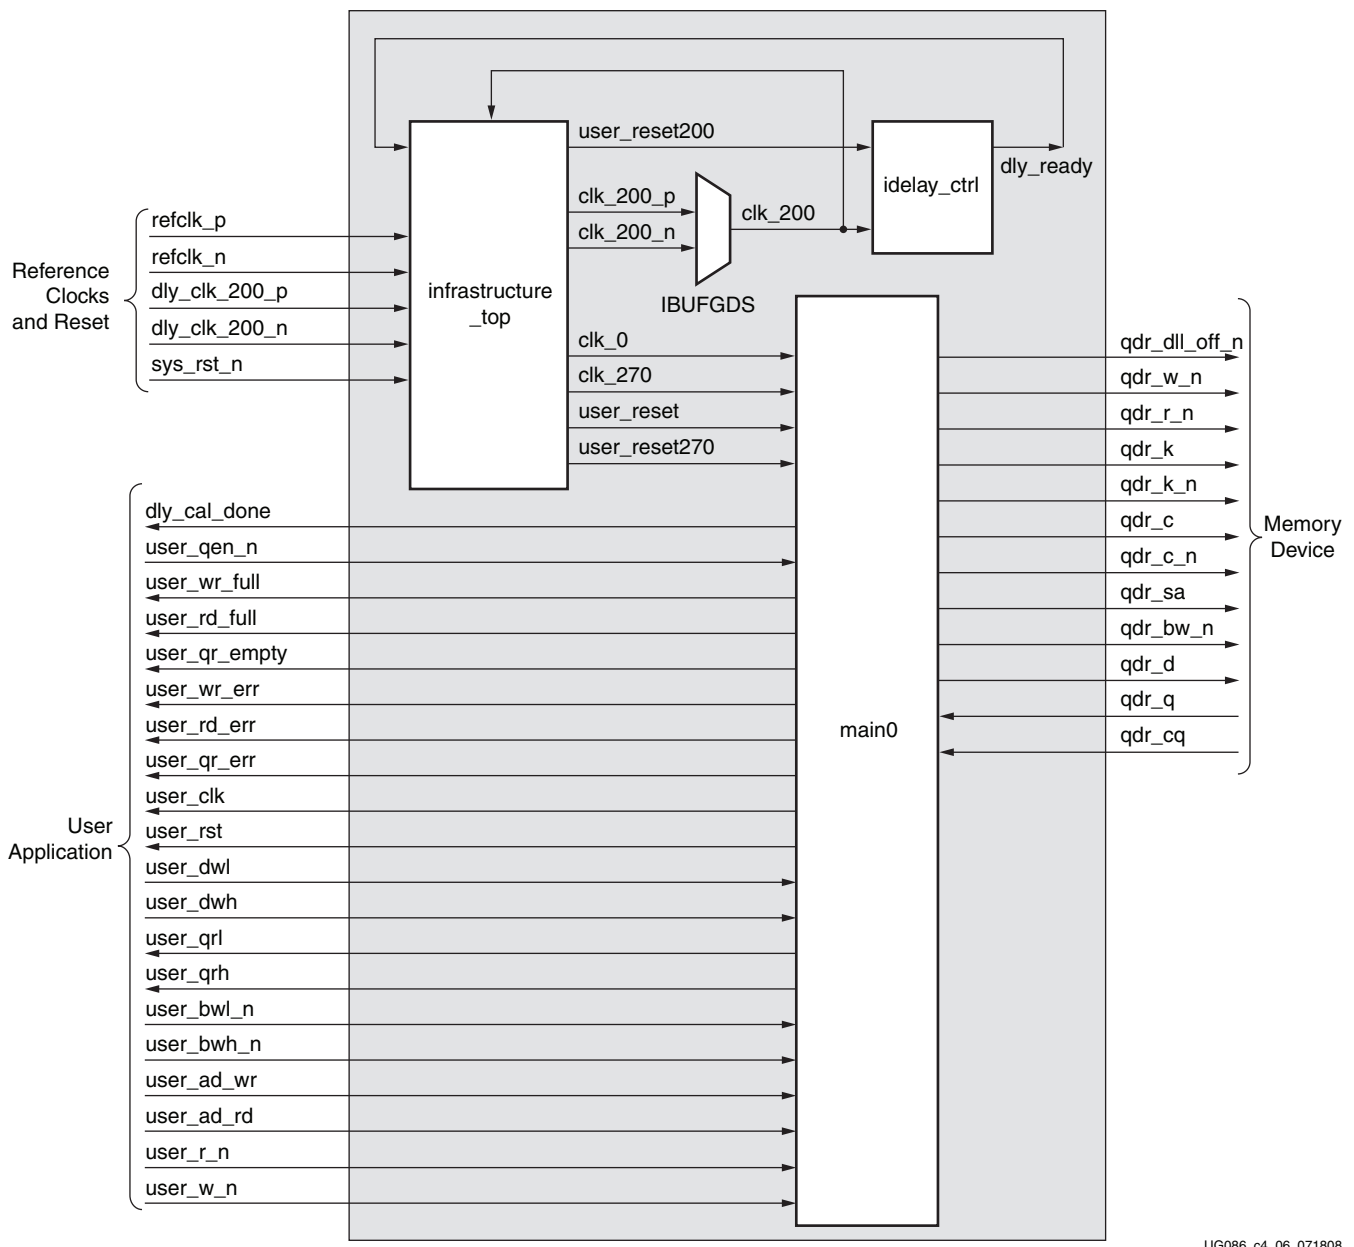 user_reset200
dly_ready
idelay_ctrl
clk_200_p
clk_200
clk_200_n
IBUFGDS
Reference
Clocks
and Reset
refclk_p
refclk_n
dly_clk_200_p
dly_clk_200_n
sys_rst_n
infrastructure
_top
clk_0
clk_270
user_reset
user_reset270
main0
qdr_dll_off_n
qdr_w_n
qdr_r_n
qdr_k
qdr_k_n
qdr_c
qdr_c_n
qdr_sa
qdr_bw_n
qdr_d
qdr_q
qdr_cq
Memory
Device
User
Application
dly_cal_done
user_qen_n
user_wr_full
user_rd_full
user_qr_empty
user_wr_err
user_rd_err
user_qr_err
user_clk
user_rst
user_dwl
user_dwh
user_qrl
user_qrh
user_bwl_n
user_bwh_n
user_ad_wr
user_ad_rd
user_r_n
user_w_n
UG086_c4_06_071808